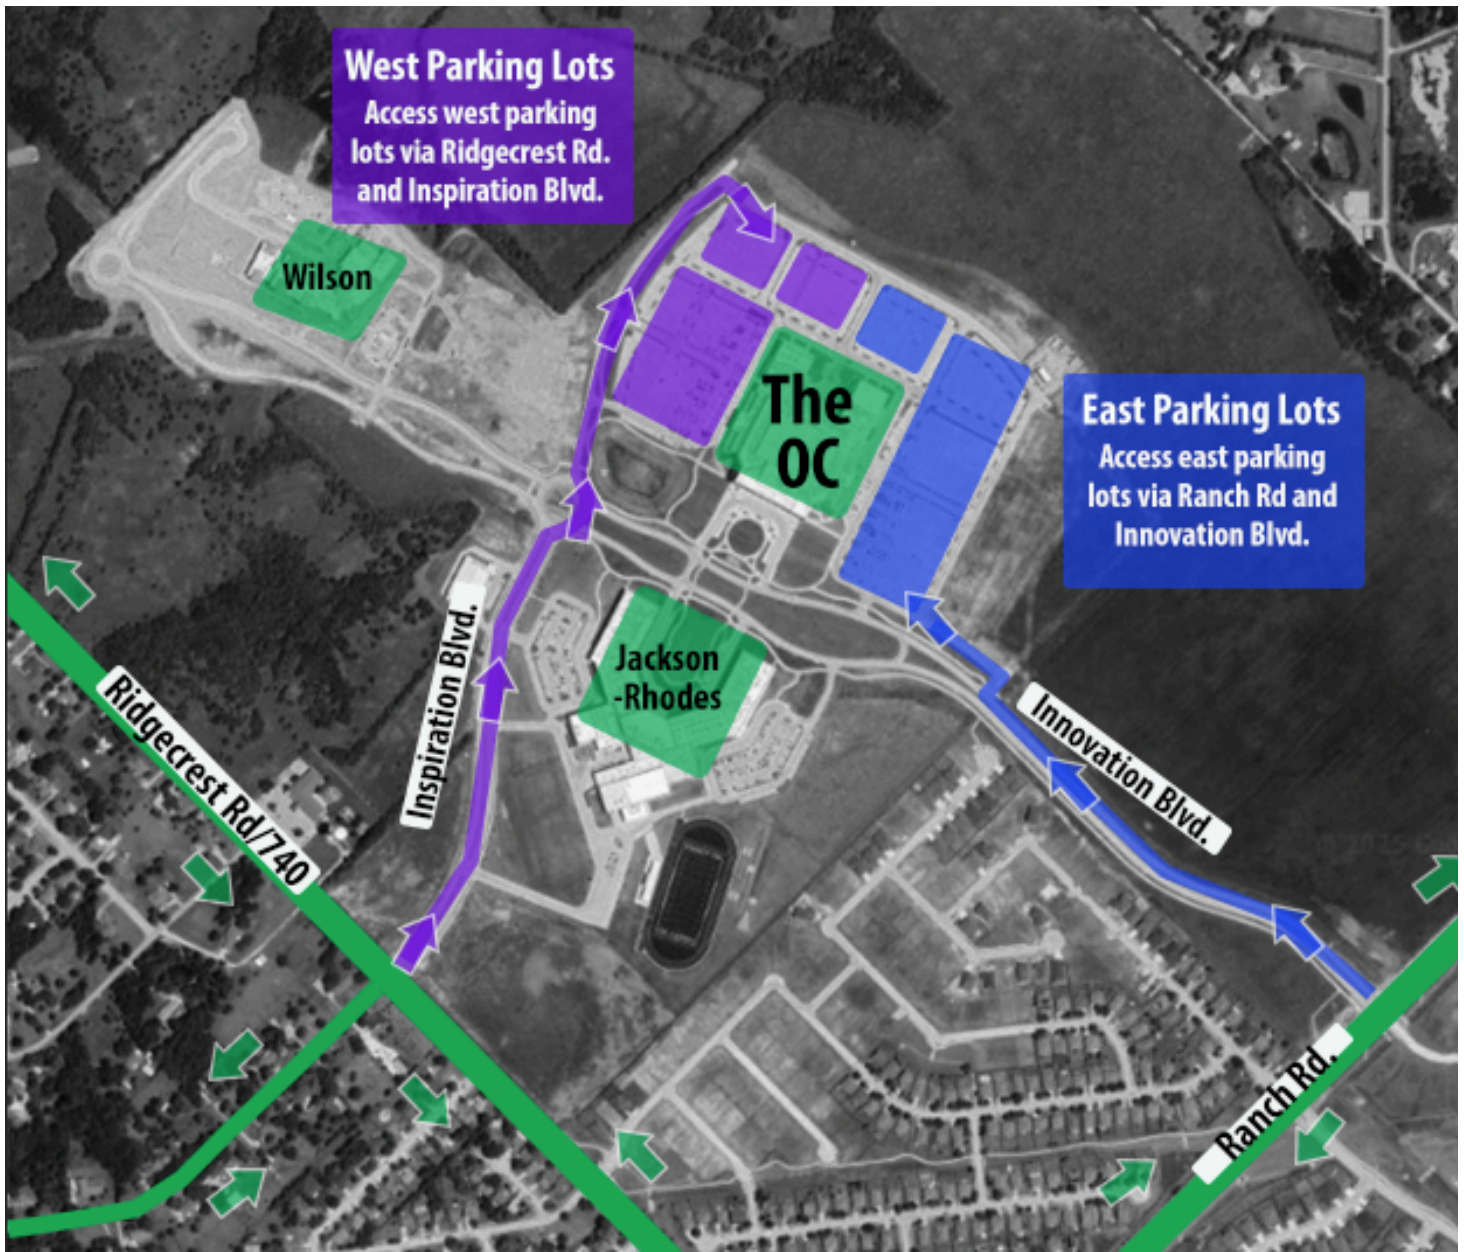 West Parking Lots
Access west parking
lots via Ridgecrest Rd.
and Inspiration Blvd.
Wilson
The
OC
East Parking Lots
Access east parking
lots via Ranch Rd and
Innovation Blvd.
Inspiration Blvd.
Jackson
-Rhodes
Ridgecrest Rd/740
Innovation Blvd.
Ranch Rd.